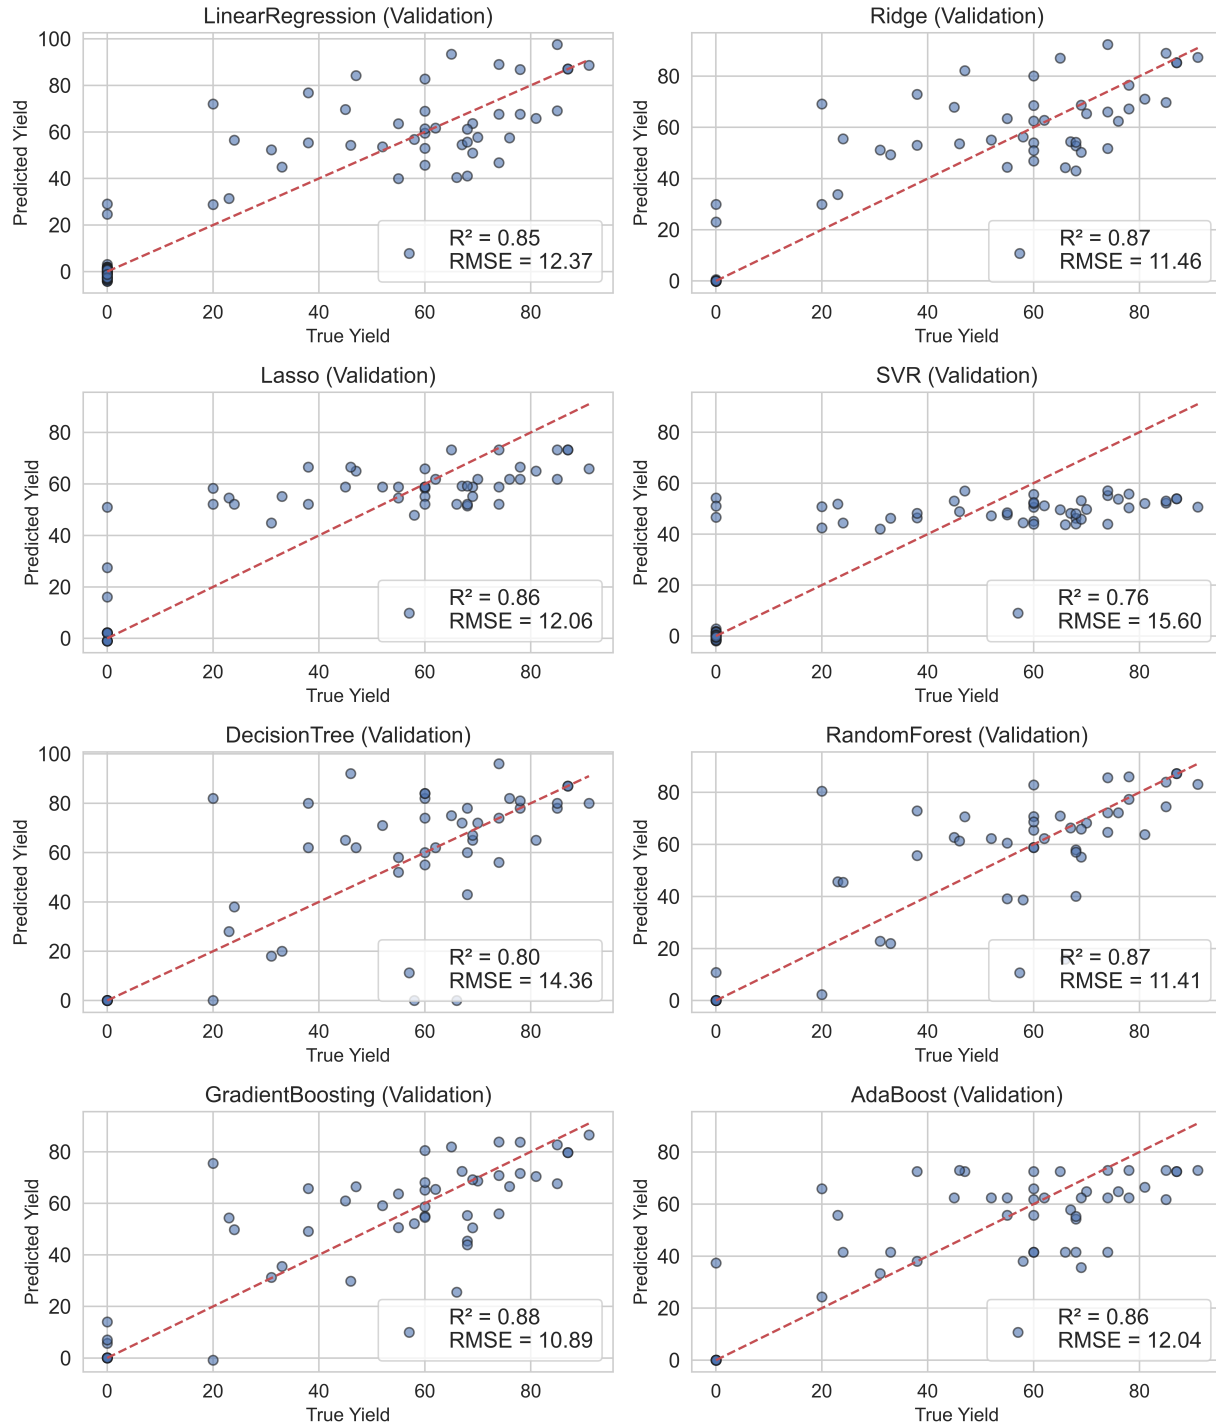 LinearRegression (Validation)
100
80
60
40
20
0
Predicted Yield
R² = 0.85
RMSE = 12.37
0 20 40 60 80
True Yield
Ridge (Validation)
80
60
40
20
0
Predicted Yield
R² = 0.87
RMSE = 11.46
0 20 40 60 80
True Yield
Lasso (Validation)
80
60
40
20
0
Predicted Yield
R² = 0.86
RMSE = 12.06
0 20 40 60 80
True Yield
SVR (Validation)
80
60
40
20
0
Predicted Yield
R² = 0.76
RMSE = 15.60
0 20 40 60 80
True Yield
DecisionTree (Validation)
100
80
60
40
20
0
Predicted Yield
R² = 0.80
RMSE = 14.36
0 20 40 60 80
True Yield
RandomForest (Validation)
80
60
40
20
0
Predicted Yield
R² = 0.87
RMSE = 11.41
0 20 40 60 80
True Yield
GradientBoosting (Validation)
80
60
40
20
0
Predicted Yield
R² = 0.88
RMSE = 10.89
0 20 40 60 80
True Yield
AdaBoost (Validation)
80
60
40
20
0
Predicted Yield
R² = 0.86
RMSE = 12.04
0 20 40 60 80
True Yield